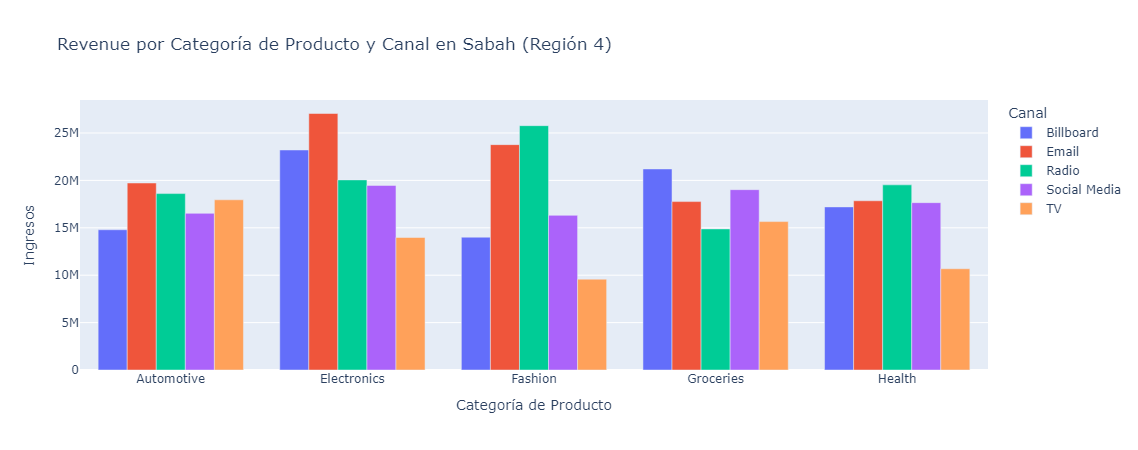 Revenue por Categoría de Producto y Canal en Sabah (Región 4)
Canal
Billboard
Email
Radio
Social Media
TV
Ingresos
25M
20M
15M
10M
5M
0
Automotive
Electronics
Fashion
Groceries
Health
Categoría de Producto